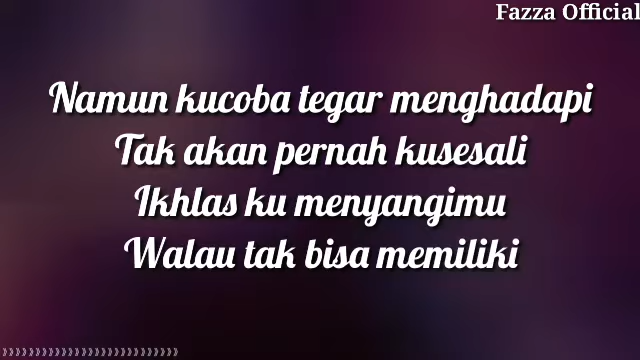 Fazza Official
Namun kucoba tegar menghadapi
Tak akan pernah kusesali
Ikhlas ku menyangimu
Walau tak bisa memiliki